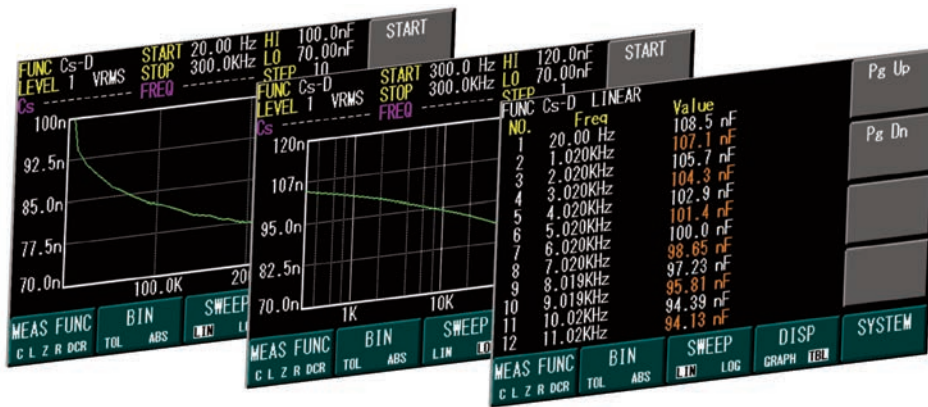 FUNC Cs-D START 20.00 Hz HI 100.0nF START
LEVEL 1 VRMS STOP 300.0KHz LO 70.00nF
Cs ---------- FREQ ---------- STEP 10
100n
92.5n
85.0n
77.5n
70.0n
100.0K
MEAS FUNC BIN SWEEP
C L Z R DCR TOL ABS LIN
FUNC Cs-D START 300.0 Hz HI 120.0nF START
LEVEL 1 VRMS STOP 300.0KHz LO 70.00nF
Cs ---------- FREQ ---------- STEP 1
120n
107n
95.0n
82.5n
70.0n
1K 10K
MEAS FUNC BIN SWEEP
C L Z R DCR TOL ABS LIN
FUNC Cs-D LINEAR Pg Up
NO. Freq Value
1 20.00 Hz 108.5 nF
2 1.020KHz 107.1 nF
3 2.020KHz 105.7 nF
4 3.020KHz 104.3 nF
5 4.020KHz 102.9 nF
6 5.020KHz 101.4 nF
7 6.020KHz 100.0 nF
8 7.020KHz 98.65 nF
9 8.019KHz 97.23 nF
10 9.019KHz 95.81 nF
11 10.02KHz 94.39 nF
12 11.02KHz 94.13 nF
Pg Dn
MEAS FUNC BIN SWEEP DISP SYSTEM
C L Z R DCR TOL ABS LIN LOG GRAPH TBL